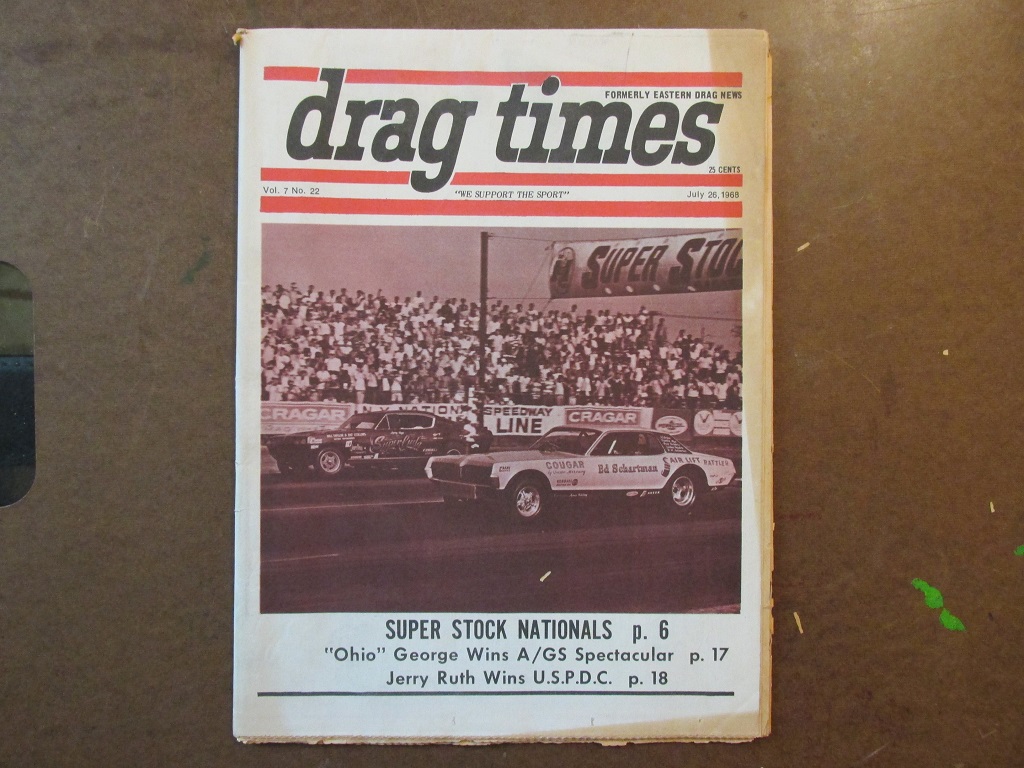 FORMERLY EASTERN DRAG NEWS
drag times
25 CENTS
Vol. 7 No. 22
"WE SUPPORT THE SPORT"
July 26, 1968
SUPER STOC
CRAGAR
N.Y. NATION
SPEEDWAY
LINE
CRAGAR
COUGAR
Ed Schartman
AIR LIFT RATTLER
SUPER STOCK NATIONALS p. 6
"Ohio" George Wins A/GS Spectacular p. 17
Jerry Ruth Wins U.S.P.D.C. p. 18